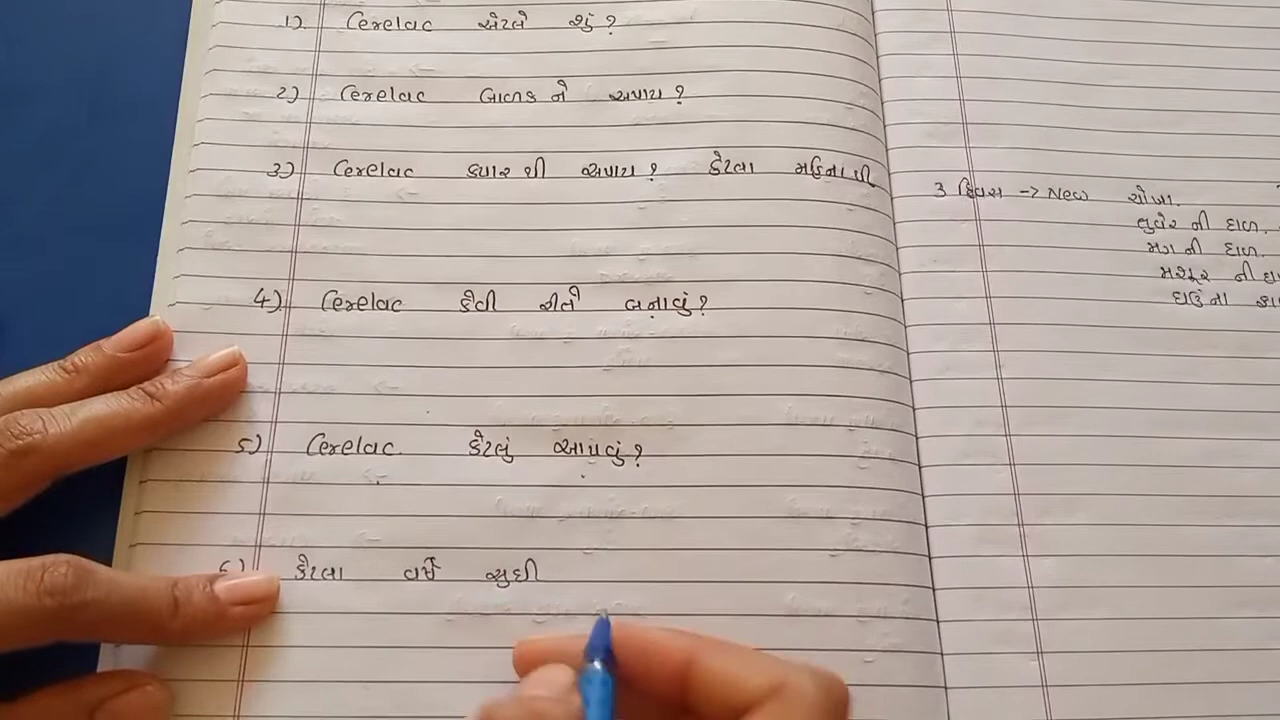 1) Cerelac એટલે શું?
2) Cerelac બાળક ને અપાય?
3) Cerelac ક્યાર થી અપાય? કેટલા મહિના થી
4) Cerelac કેવી રીતે બનાવવું?
5) Cerelac કેટલું આપવું?
6) કેટલા વર્ષ સુધી
3 દિવસ -> New ચોખા.
તુવેર ની દાળ.
મગ ની દાળ.
મસૂર ની
ઘઉંના